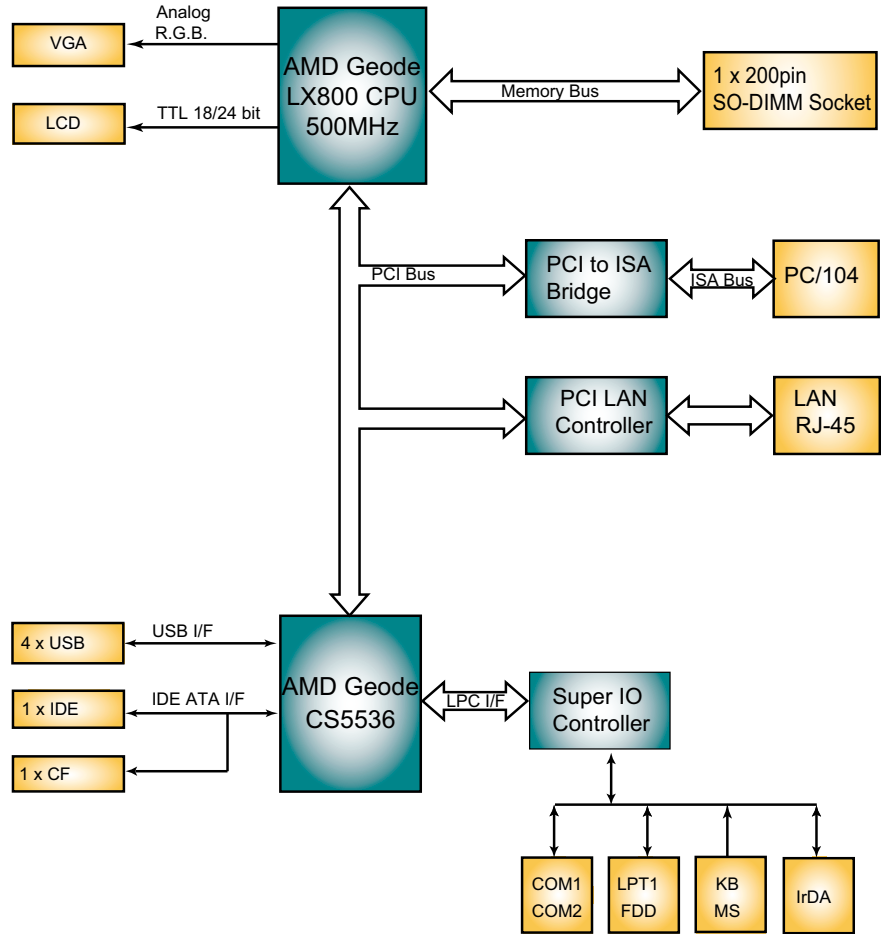 Analog
R.G.B.
VGA
LCD
TTL 18/24 bit
AMD Geode
LX800 CPU
500MHz
Memory Bus
1 x 200pin
SO-DIMM Socket
PCI Bus
PCI to ISA
Bridge
ISA Bus
PC/104
PCI LAN
Controller
LAN
RJ-45
4 x USB
USB I/F
1 x IDE
IDE ATA I/F
1 x CF
AMD Geode
CS5536
LPC I/F
Super IO
Controller
COM1
COM2
LPT1
FDD
KB
MS
IrDA